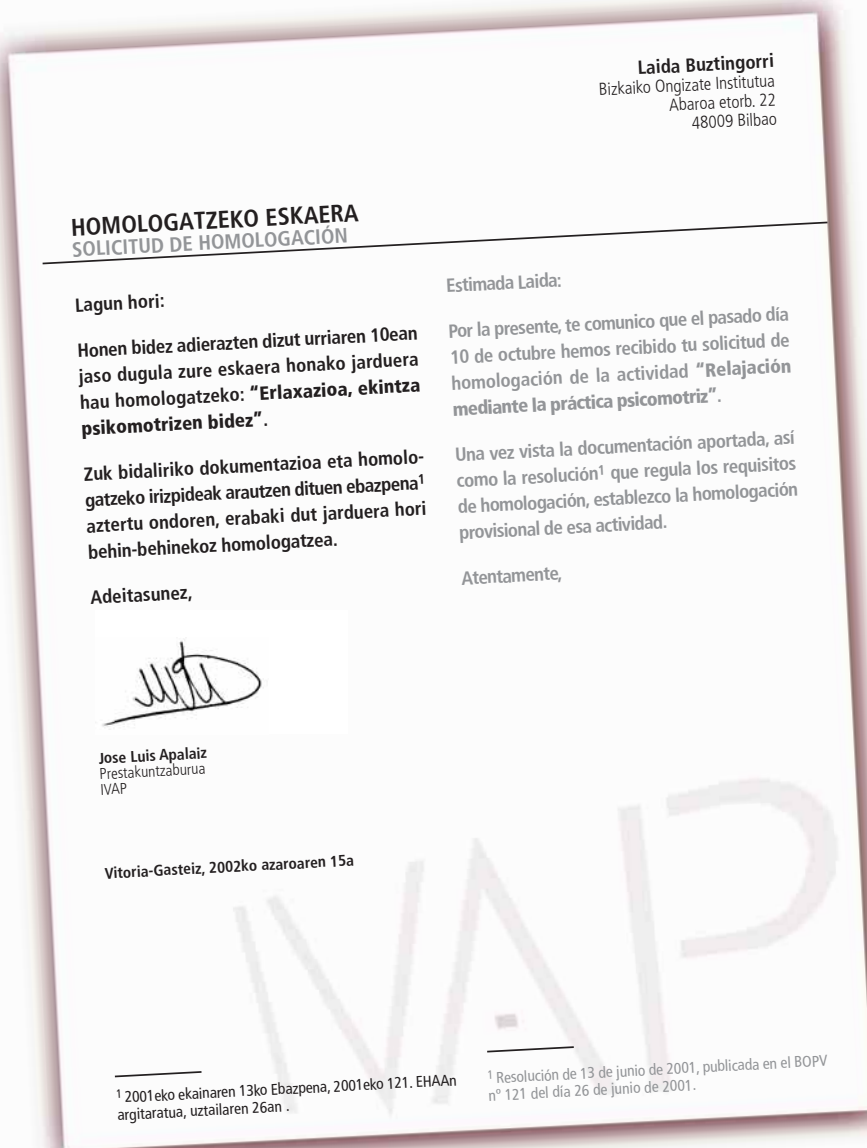 Laida Buztingorri
Bizkaiko Ongizate Institutua
Abaroa etorb. 22
48009 Bilbao
HOMOLOGATZEKO ESKAERA
SOLICITUD DE HOMOLOGACIÓN
Lagun hori:
Honen bidez adierazten dizut urriaren 10ean
jaso dugula zure eskaera honako jarduera
hau homologatzeko: "Erlaxazioa, ekintza
psikomotrizen bidez".
Zuk bidaliriko dokumentazioa eta homolo-
gatzeko irizpideak arautzen dituen ebazpena¹
aztertu ondoren, erabaki dut jarduera hori
behin-behinekoz homologatzea.
Adeitasunez,
Jose Luis Apalaiz
Prestakuntzaburua
IVAP
Vitoria-Gasteiz, 2002ko azaroaren 15a
¹ 2001eko ekainaren 13ko Ebazpena, 2001eko 121. EHAAn
argitaratua, uztailaren 26an .
Estimada Laida:
Por la presente, te comunico que el pasado día
10 de octubre hemos recibido tu solicitud de
homologación de la actividad "Relajación
mediante la práctica psicomotriz".
Una vez vista la documentación aportada, así
como la resolución¹ que regula los requisitos
de homologación, establezco la homologación
provisional de esa actividad.
Atentamente,
¹ Resolución de 13 de junio de 2001, publicada en el BOPV
nº 121 del día 26 de junio de 2001.
IVAP